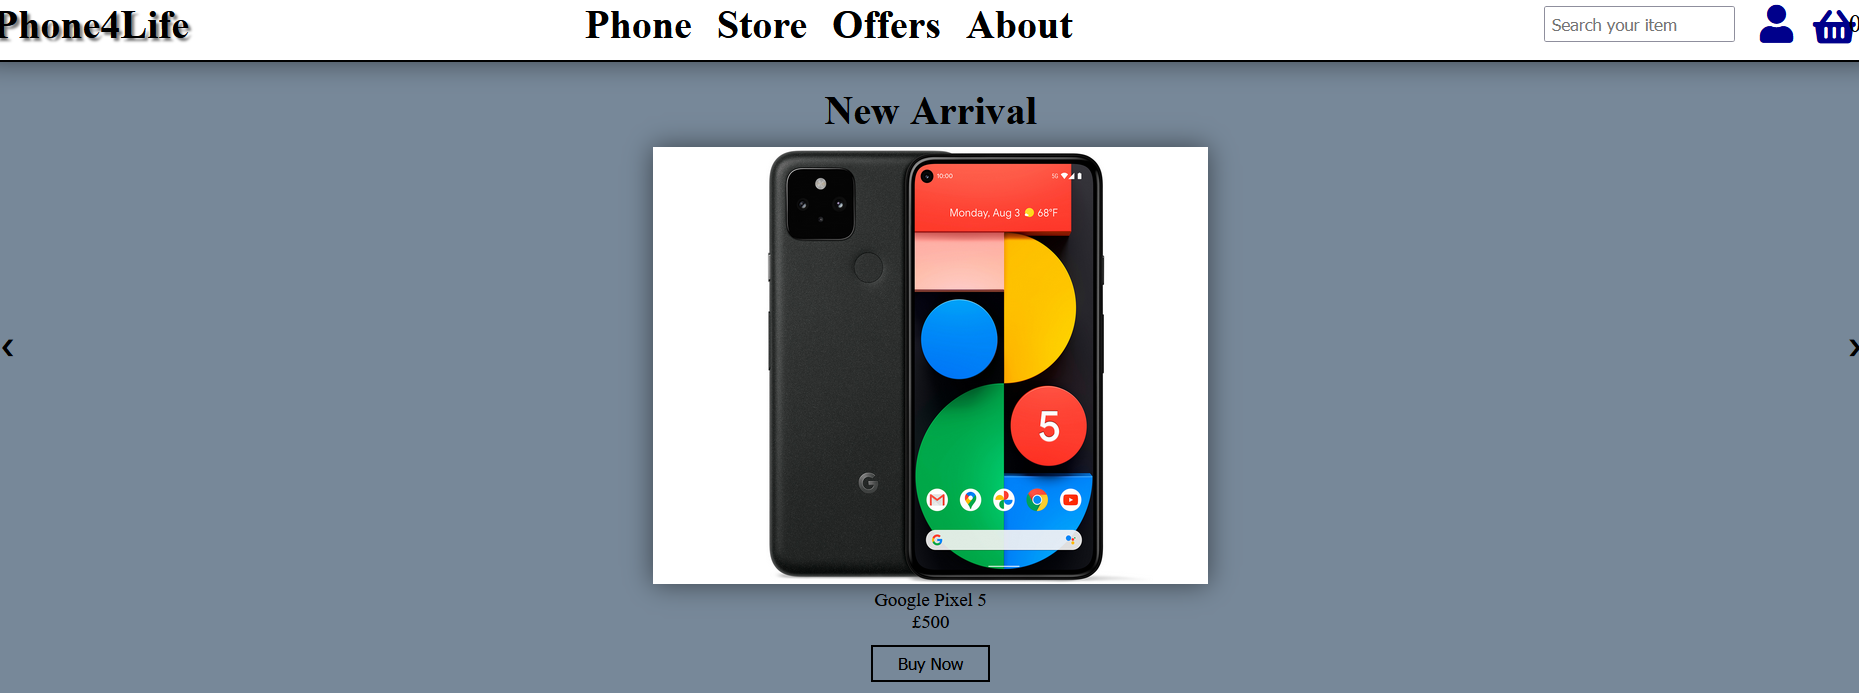 Phone4Life
Phone Store Offers About
Search your item
0
New Arrival
10:00
5G
Monday, Aug 3 68°F
5
G
G
Google Pixel 5
£500
Buy Now